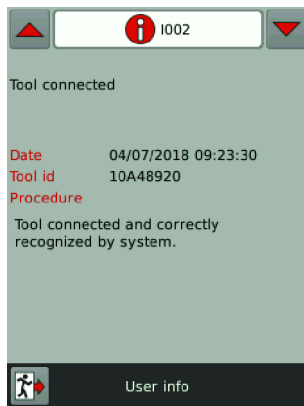 I002
Tool connected
Date 04/07/2018 09:23:30
Tool id 10A48920
Procedure
Tool connected and correctly
recognized by system.
User info